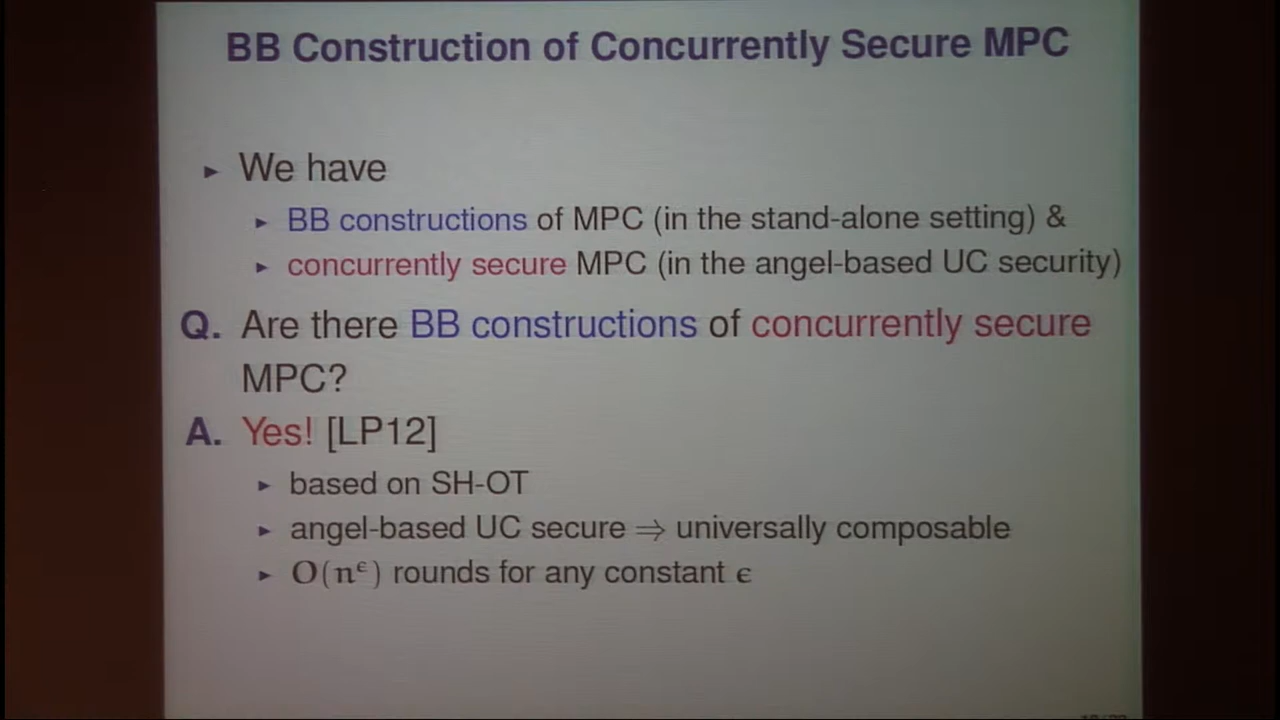 BB Construction of Concurrently Secure MPC
▸ We have
▸ BB constructions of MPC (in the stand-alone setting) &
▸ concurrently secure MPC (in the angel-based UC security)
Q. Are there BB constructions of concurrently secure
MPC?
A. Yes! [LP12]
▸ based on SH-OT
▸ angel-based UC secure ⇒ universally composable
▸ O(n^ϵ) rounds for any constant ϵ